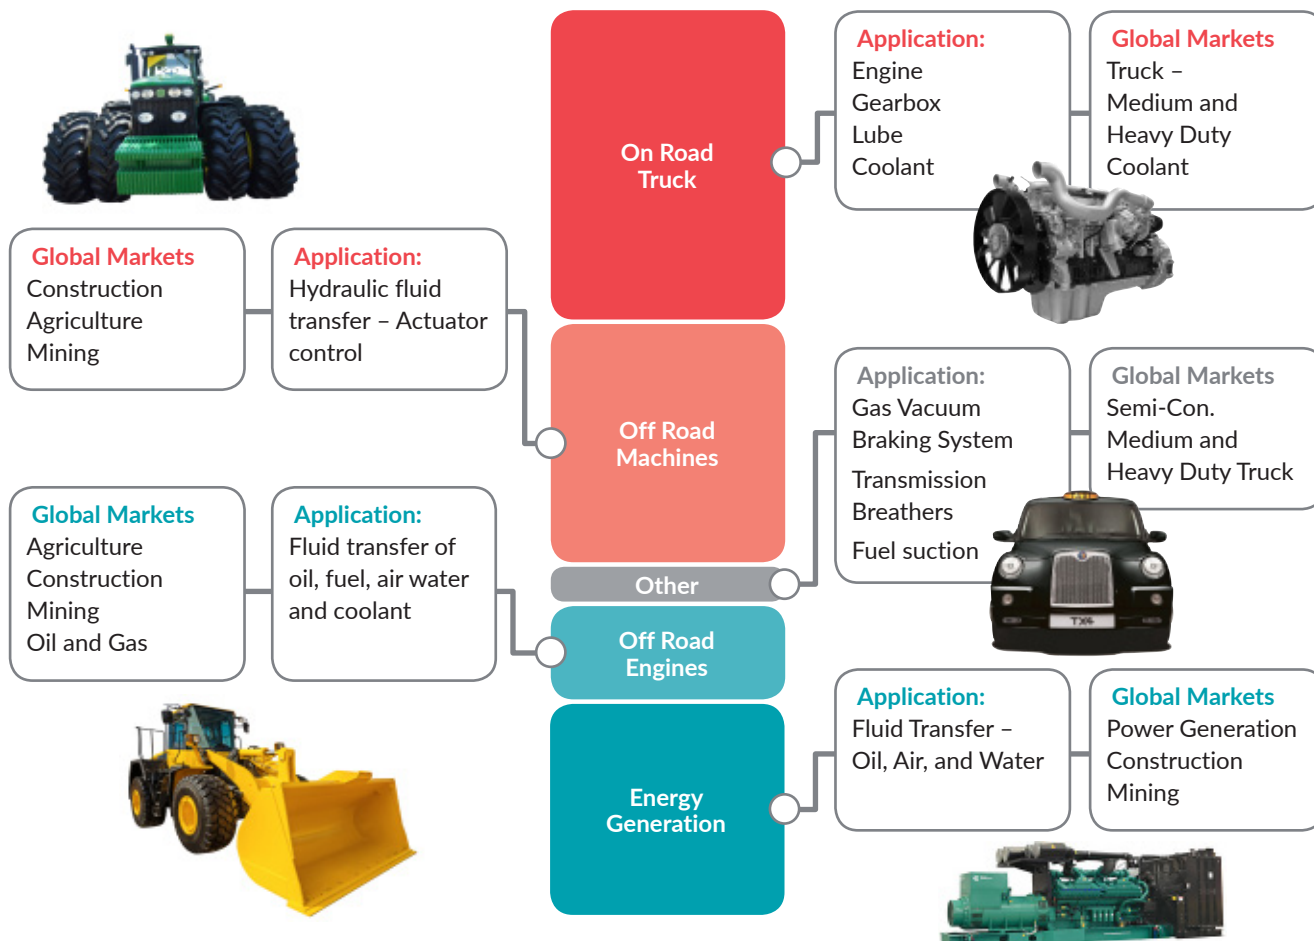 On Road
Truck
Application:
Engine
Gearbox
Lube
Coolant
Global Markets
Truck –
Medium and
Heavy Duty
Coolant
Off Road
Machines
Global Markets
Construction
Agriculture
Mining
Application:
Hydraulic fluid
transfer – Actuator
control
Other
Application:
Gas Vacuum
Braking System
Transmission
Breathers
Fuel suction
Global Markets
Semi-Con.
Medium and
Heavy Duty Truck
TX4
Off Road
Engines
Global Markets
Agriculture
Construction
Mining
Oil and Gas
Application:
Fluid transfer of
oil, fuel, air water
and coolant
Energy
Generation
Application:
Fluid Transfer –
Oil, Air, and Water
Global Markets
Power Generation
Construction
Mining